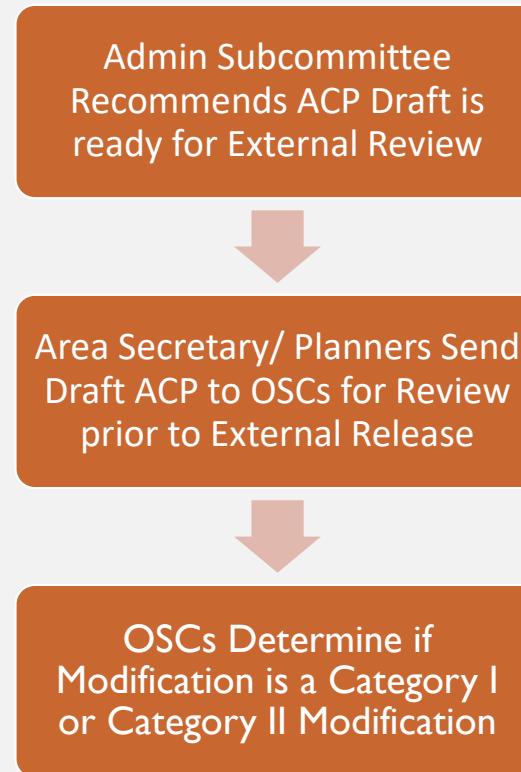 Admin Subcommittee
Recommends ACP Draft is
ready for External Review
Area Secretary/ Planners Send
Draft ACP to OSCs for Review
prior to External Release
OSCs Determine if
Modification is a Category I
or Category II Modification